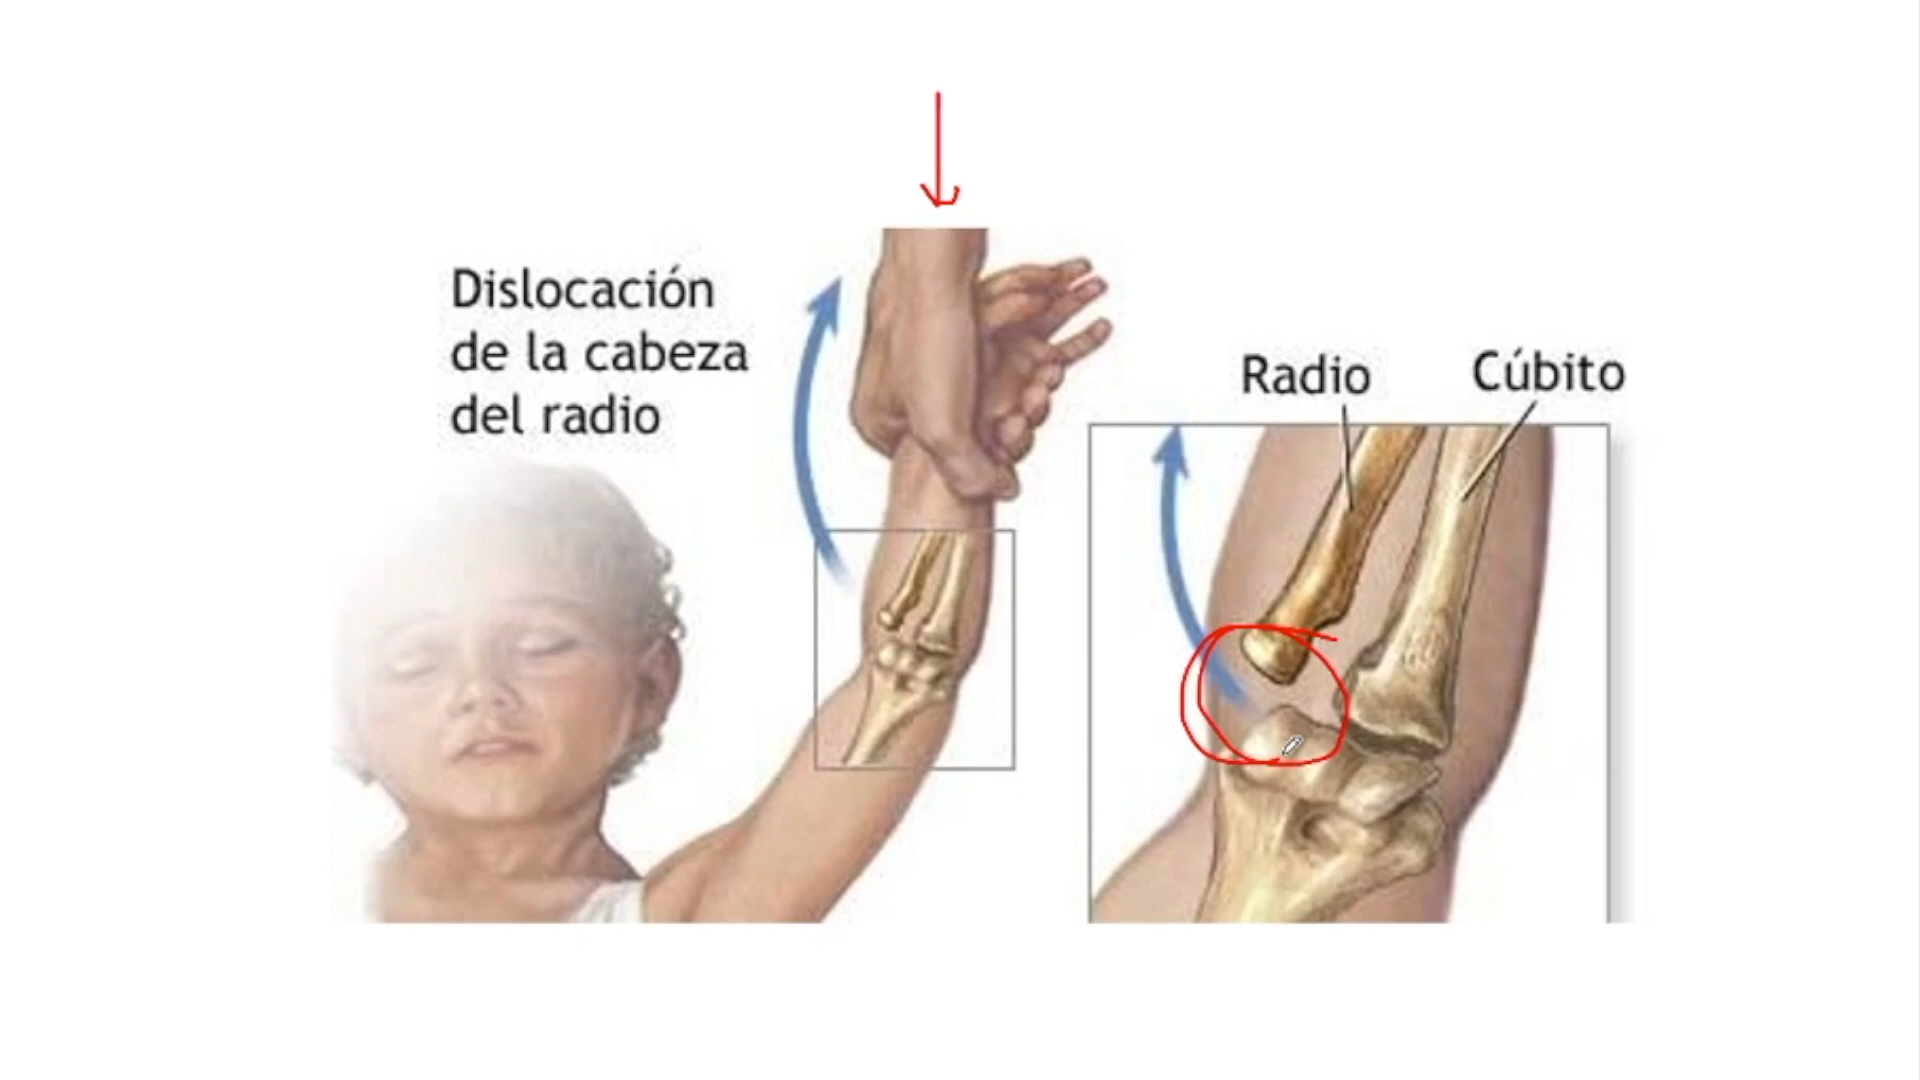 Dislocación
de la cabeza
del radio
Radio
Cúbito